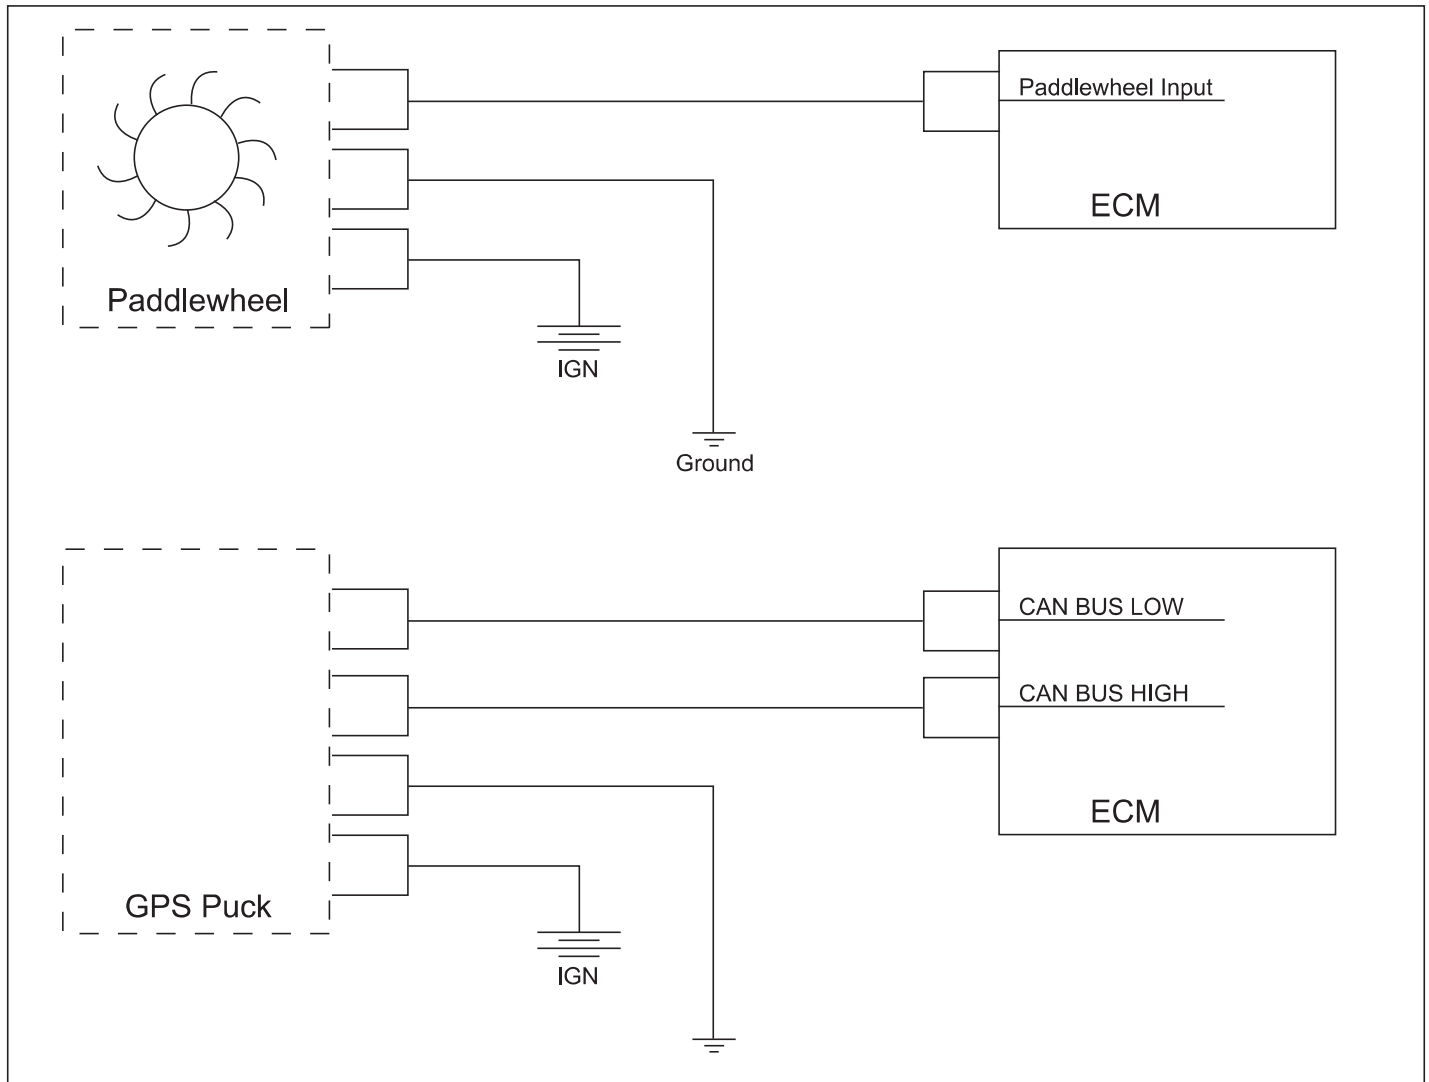 Paddlewheel Input
ECM
Paddlewheel
IGN
Ground
CAN BUS LOW
CAN BUS HIGH
ECM
GPS Puck
IGN